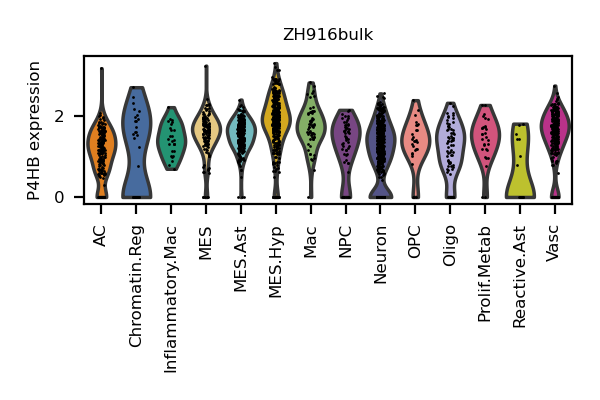 ZH916bulk
P4HB expression
2
0
AC
Chromatin.Reg
Inflammatory.Mac
MES
MES.Ast
MES.Hyp
Mac
NPC
Neuron
OPC
Oligo
Prolif.Metab
Reactive.Ast
Vasc